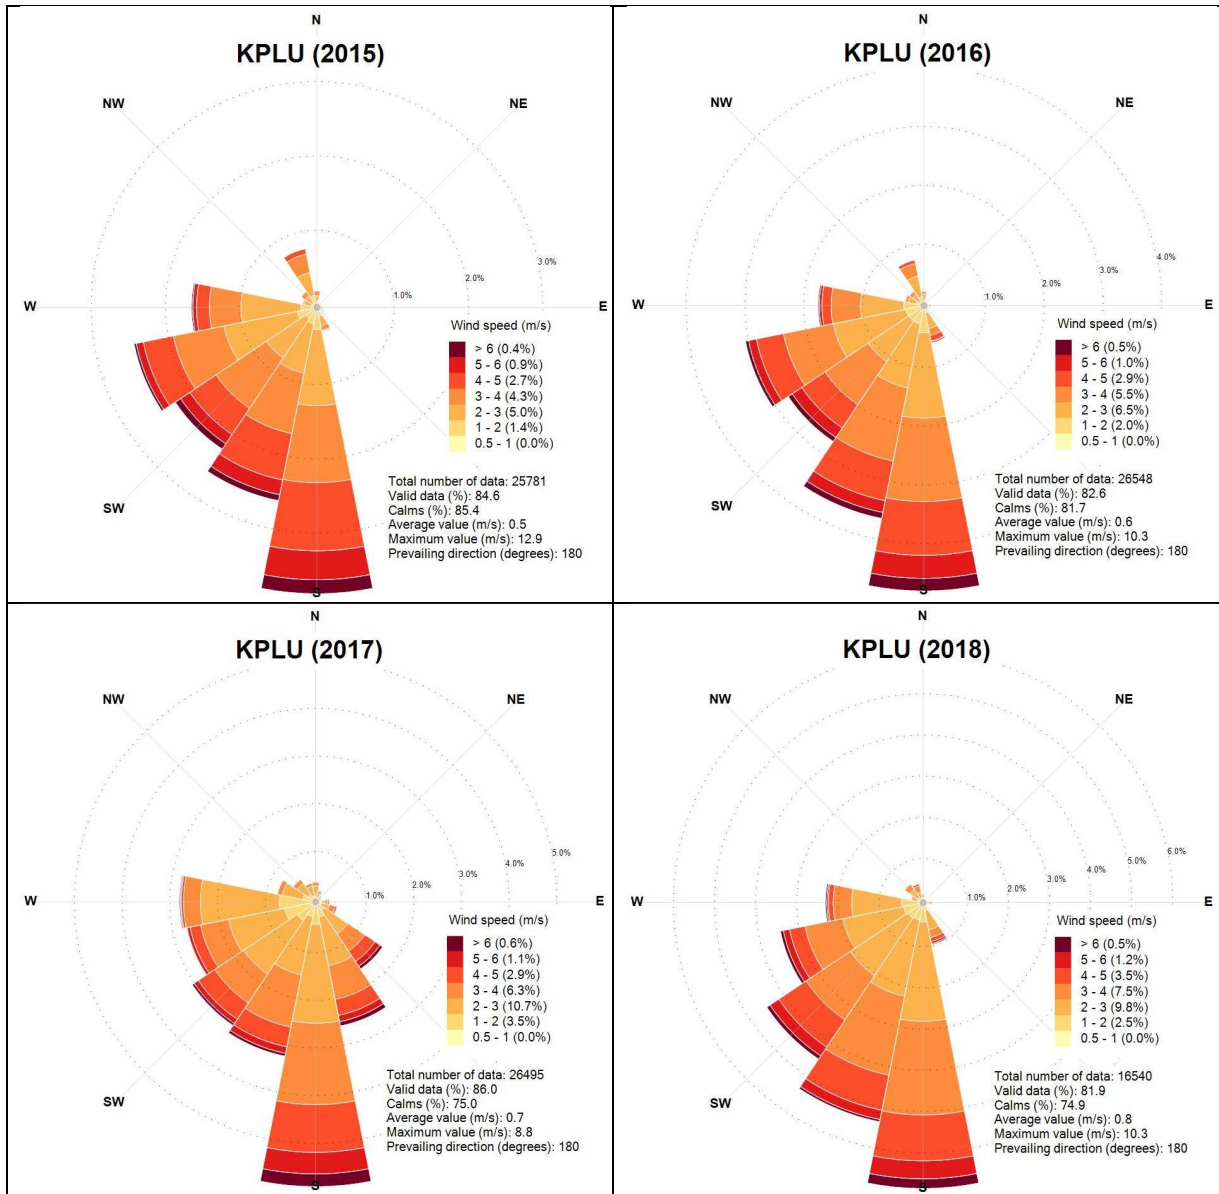 N
KPLU (2015)
NW
NE
3.0%
2.0%
1.0%
W
E
Wind speed (m/s)
> 6 (0.4%)
5 - 6 (0.9%)
4 - 5 (2.7%)
3 - 4 (4.3%)
2 - 3 (5.0%)
1 - 2 (1.4%)
0.5 - 1 (0.0%)
SW
Total number of data: 25781
Valid data (%): 84.6
Calms (%): 85.4
Average value (m/s): 0.5
Maximum value (m/s): 12.9
Prevailing direction (degrees): 180
S
N
KPLU (2016)
NW
NE
4.0%
3.0%
2.0%
1.0%
W
E
Wind speed (m/s)
> 6 (0.5%)
5 - 6 (1.0%)
4 - 5 (2.9%)
3 - 4 (5.5%)
2 - 3 (6.5%)
1 - 2 (2.0%)
0.5 - 1 (0.0%)
SW
Total number of data: 26548
Valid data (%): 82.6
Calms (%): 81.7
Average value (m/s): 0.6
Maximum value (m/s): 10.3
Prevailing direction (degrees): 180
S
N
KPLU (2017)
NW
NE
5.0%
4.0%
3.0%
2.0%
1.0%
W
E
Wind speed (m/s)
> 6 (0.6%)
5 - 6 (1.1%)
4 - 5 (2.9%)
3 - 4 (6.3%)
2 - 3 (10.7%)
1 - 2 (3.5%)
0.5 - 1 (0.0%)
SW
Total number of data: 26495
Valid data (%): 86.0
Calms (%): 75.0
Average value (m/s): 0.7
Maximum value (m/s): 8.8
Prevailing direction (degrees): 180
S
N
KPLU (2018)
NW
NE
6.0%
5.0%
4.0%
3.0%
2.0%
1.0%
W
E
Wind speed (m/s)
> 6 (0.5%)
5 - 6 (1.2%)
4 - 5 (3.5%)
3 - 4 (7.5%)
2 - 3 (9.8%)
1 - 2 (2.5%)
0.5 - 1 (0.0%)
SW
Total number of data: 16540
Valid data (%): 81.9
Calms (%): 74.9
Average value (m/s): 0.8
Maximum value (m/s): 10.3
Prevailing direction (degrees): 180
S